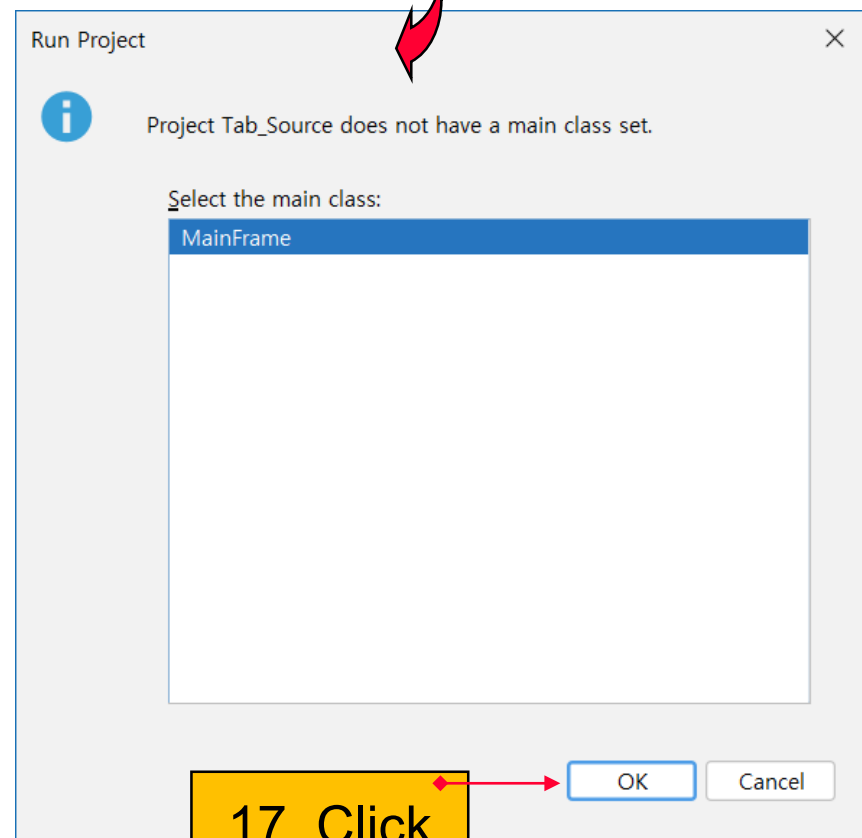 Run Project
Project Tab_Source does not have a main class set.
Select the main class:
MainFrame
OK Cancel
17 Click